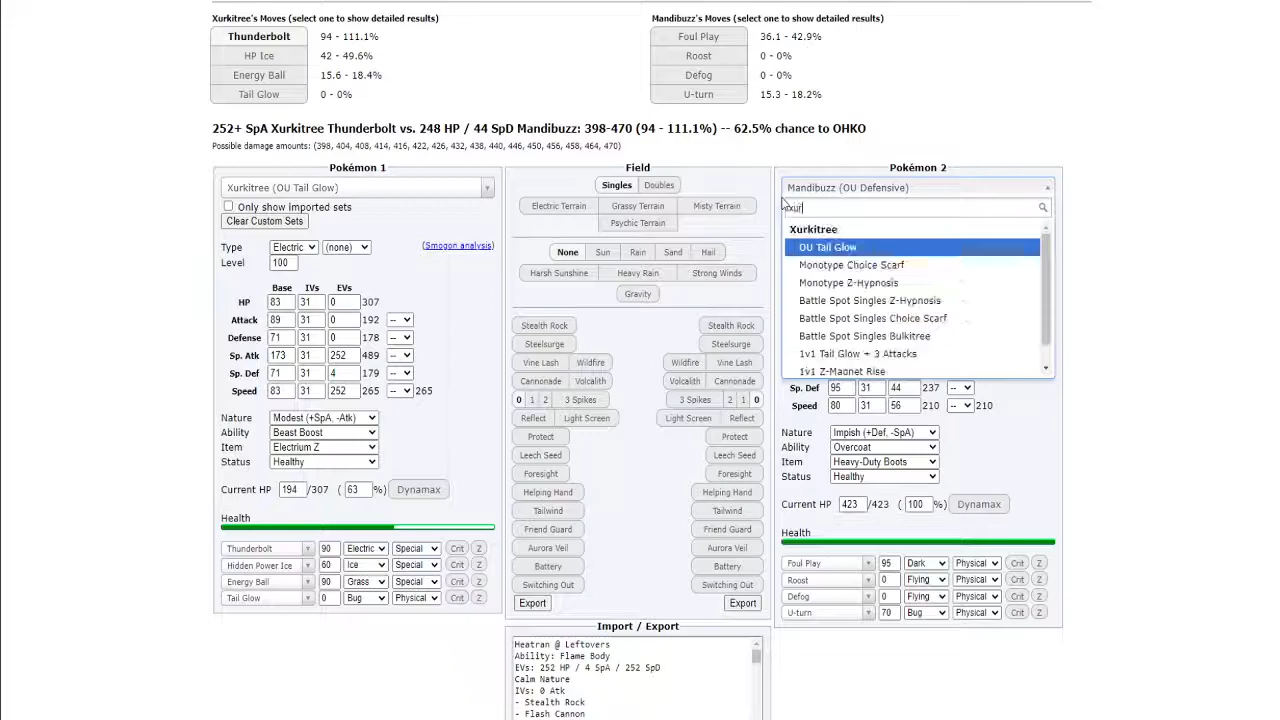 Xurkitree's Moves (select one to show detailed results)
Thunderbolt 94 - 111.1%
HP Ice 42 - 49.6%
Energy Ball 15.6 - 18.4%
Tail Glow 0 - 0%
Mandibuzz's Moves (select one to show detailed results)
Foul Play 36.1 - 42.9%
Roost 0 - 0%
Defog 0 - 0%
U-turn 15.3 - 18.2%
252+ SpA Xurkitree Thunderbolt vs. 248 HP / 44 SpD Mandibuzz: 398-470 (94 - 111.1%) -- 62.5% chance to OHKO
Possible damage amounts: (398, 404, 408, 414, 416, 422, 426, 432, 438, 440, 446, 450, 456, 458, 464, 470)
Pokémon 1
Xurkitree (OU Tail Glow)
Only show imported sets
Clear Custom Sets
Type Electric (none) (Smogon analysis)
Level 100
Base IVs EVs
HP 83 31 0 307
Attack 89 31 0 192 --
Defense 71 31 0 178 --
Sp. Atk 173 31 252 489 --
Sp. Def 71 31 4 179 --
Speed 83 31 252 265 -- 265
Nature Modest (+SpA, -Atk)
Ability Beast Boost
Item Electrium Z
Status Healthy
Current HP 194 /307 ( 63 %) Dynamax
Health
Thunderbolt 90 Electric Special Crit Z
Hidden Power Ice 60 Ice Special Crit Z
Energy Ball 90 Grass Special Crit Z
Tail Glow 0 Bug Physical Crit Z
Field
Singles Doubles
Electric Terrain Grassy Terrain Misty Terrain
Psychic Terrain
None Sun Rain Sand Hail
Harsh Sunshine Heavy Rain Strong Winds
Gravity
Stealth Rock Stealth Rock
Steelsurge Steelsurge
Vine Lash Wildfire Wildfire Vine Lash
Cannonade Volcalith Volcalith Cannonade
0 1 2 3 Spikes 3 Spikes 2 1 0
Reflect Light Screen Light Screen Reflect
Protect Protect
Leech Seed Leech Seed
Foresight Foresight
Helping Hand Helping Hand
Tailwind Tailwind
Friend Guard Friend Guard
Aurora Veil Aurora Veil
Battery Battery
Switching Out Switching Out
Export Export
Import / Export
Heatran @ Leftovers
Ability: Flame Body
EVs: 252 HP / 4 SpA / 252 SpD
Calm Nature
IVs: 0 Atk
- Stealth Rock
- Flash Cannon
Pokémon 2
Mandibuzz (OU Defensive)
xur
Xurkitree
OU Tail Glow
Monotype Choice Scarf
Monotype Z-Hypnosis
Battle Spot Singles Z-Hypnosis
Battle Spot Singles Choice Scarf
Battle Spot Singles Bulkitree
1v1 Tail Glow + 3 Attacks
1v1 Z-Magnet Rise
Sp. Def 95 31 44 237 --
Speed 80 31 56 210 -- 210
Nature Impish (+Def, -SpA)
Ability Overcoat
Item Heavy-Duty Boots
Status Healthy
Current HP 423 /423 ( 100 %) Dynamax
Health
Foul Play 95 Dark Physical Crit Z
Roost 0 Flying Physical Crit Z
Defog 0 Flying Physical Crit Z
U-turn 70 Bug Physical Crit Z